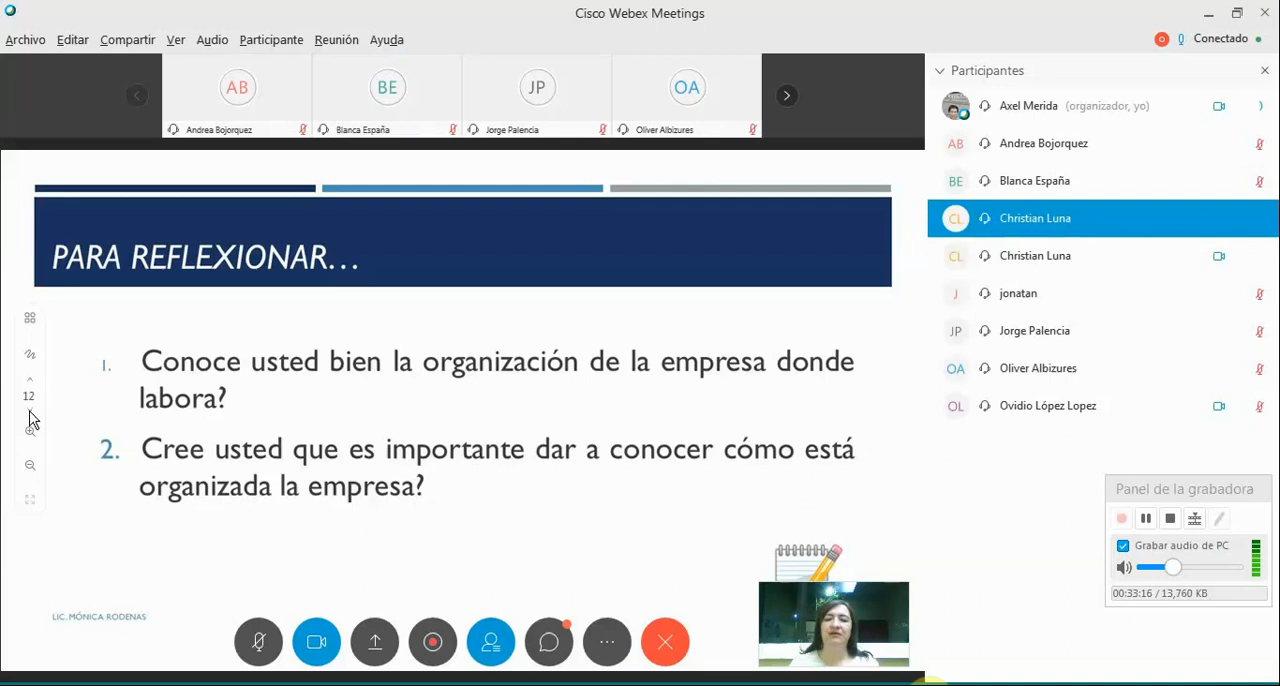 Cisco Webex Meetings
Archivo Editar Compartir Ver Audio Participante Reunión Ayuda
Conectado
AB BE JP OA
Andrea Bojorquez Blanca España Jorge Palencia Oliver Albizures
Participantes
Axel Merida (organizador, yo)
AB Andrea Bojorquez
BE Blanca España
CL Christian Luna
CL Christian Luna
J jonatan
JP Jorge Palencia
OA Oliver Albizures
OL Ovidio López Lopez
PARA REFLEXIONAR...
12
1. Conoce usted bien la organización de la empresa donde
labora?
2. Cree usted que es importante dar a conocer cómo está
organizada la empresa?
LIC. MÓNICA RODENAS
Panel de la grabadora
Grabar audio de PC
00:33:16 / 13,760 KB